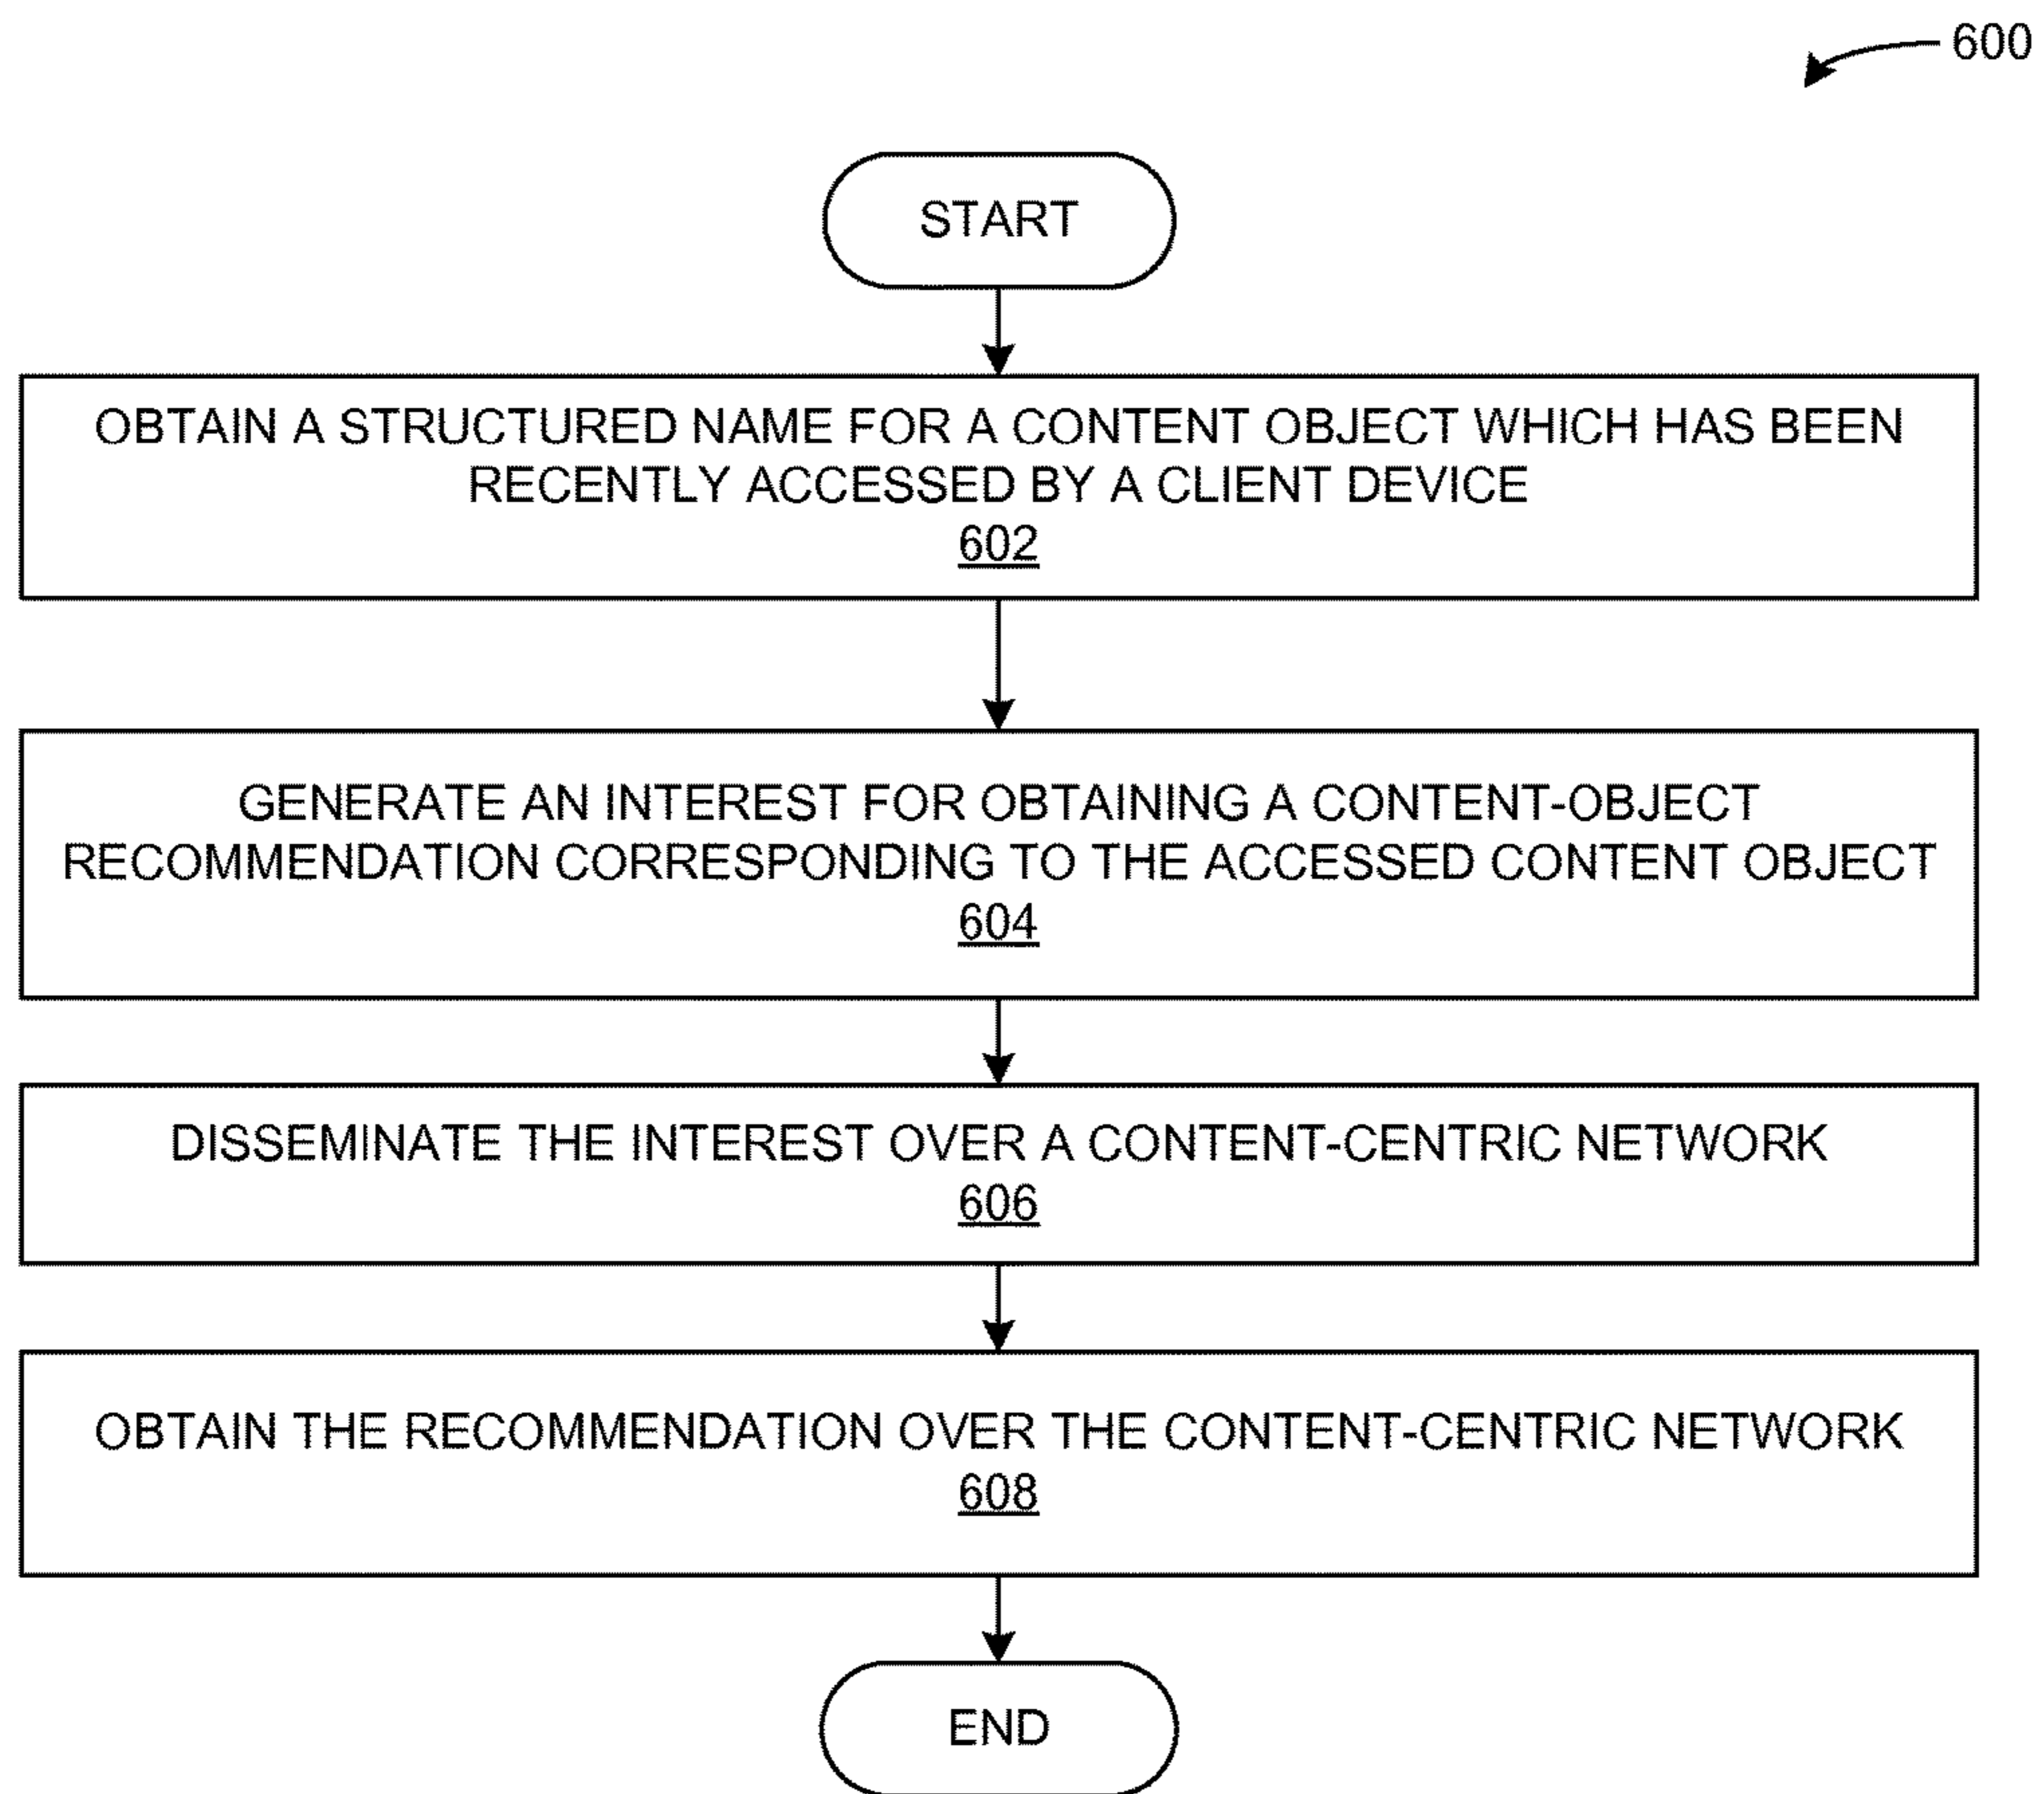 600
START
OBTAIN A STRUCTURED NAME FOR A CONTENT OBJECT WHICH HAS BEEN
RECENTLY ACCESSED BY A CLIENT DEVICE
602
GENERATE AN INTEREST FOR OBTAINING A CONTENT-OBJECT
RECOMMENDATION CORRESPONDING TO THE ACCESSED CONTENT OBJECT
604
DISSEMINATE THE INTEREST OVER A CONTENT-CENTRIC NETWORK
606
OBTAIN THE RECOMMENDATION OVER THE CONTENT-CENTRIC NETWORK
608
END